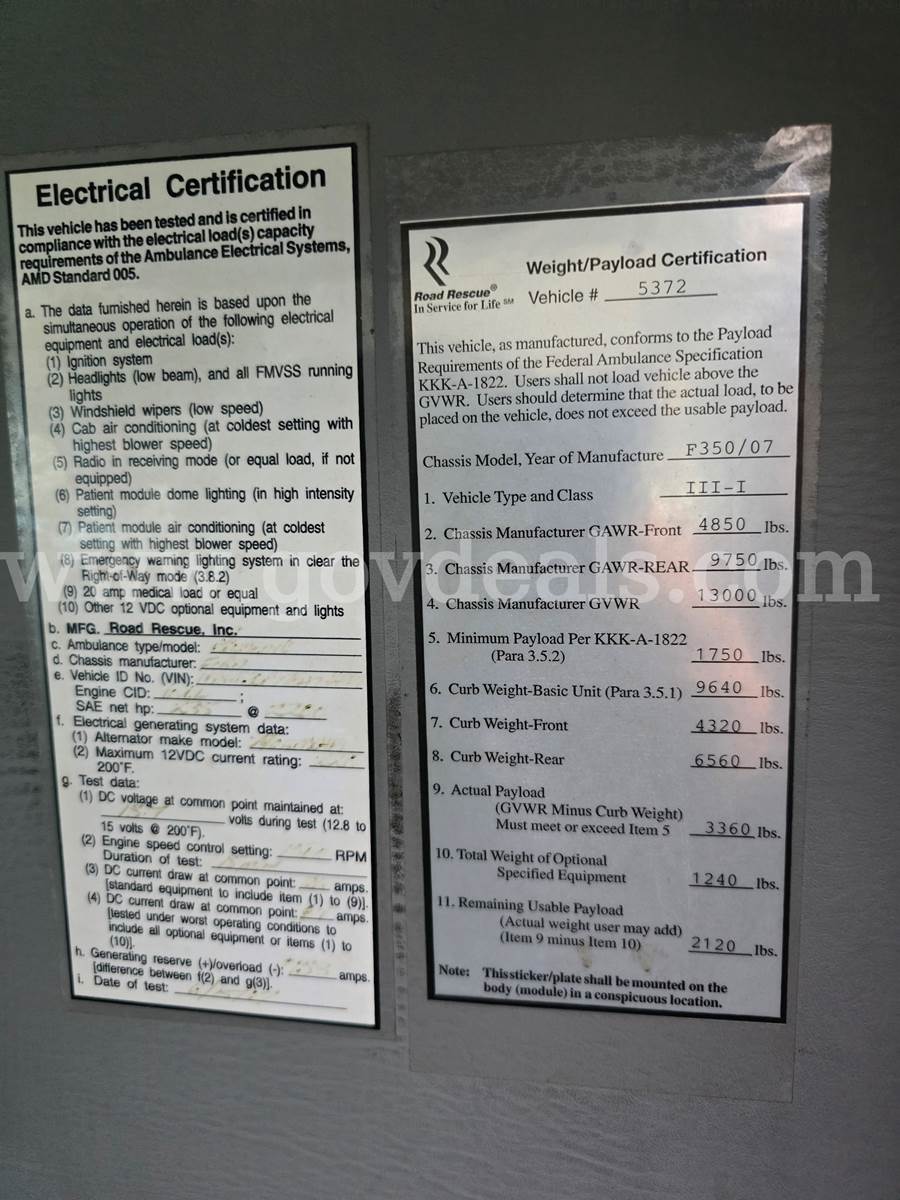 Electrical Certification
This vehicle has been tested and is certified in
compliance with the electrical load(s) capacity
requirements of the Ambulance Electrical Systems,
AMD Standard 005.
a. The data furnished herein is based upon the
simultaneous operation of the following electrical
equipment and electrical load(s):
(1) Ignition system
(2) Headlights (low beam), and all FMVSS running
lights
(3) Windshield wipers (low speed)
(4) Cab air conditioning (at coldest setting with
highest blower speed)
(5) Radio in receiving mode (or equal load, if not
equipped)
(6) Patient module dome lighting (in high intensity
setting)
(7) Patient module air conditioning (at coldest
setting with highest blower speed)
(8) Emergency warning lighting system in clear the
Right-of-Way mode (3.8.2)
(9) 20 amp medical load or equal
(10) Other 12 VDC optional equipment and lights
b. MFG. Road Rescue, Inc.
c. Ambulance type/model:
d. Chassis manufacturer:
e. Vehicle ID No. (VIN):
Engine CID: ;
SAE net hp: @
f. Electrical generating system data:
(1) Alternator make model:
(2) Maximum 12VDC current rating:
200°F.
g. Test data:
(1) DC voltage at common point maintained at:
volts during test (12.8 to
15 volts @ 200°F).
(2) Engine speed control setting: RPM
Duration of test:
(3) DC current draw at common point: amps.
[standard equipment to include item (1) to (9)].
(4) DC current draw at common point: amps.
[tested under worst operating conditions to
include all optional equipment or items (1) to
(10)].
h. Generating reserve (+)/overload (-): amps.
[difference between f(2) and g(3)].
i. Date of test:
Road Rescue®
In Service for Life SM
Weight/Payload Certification
Vehicle # 5372
This vehicle, as manufactured, conforms to the Payload
Requirements of the Federal Ambulance Specification
KKK-A-1822. Users shall not load vehicle above the
GVWR. Users should determine that the actual load, to be
placed on the vehicle, does not exceed the usable payload.
Chassis Model, Year of Manufacture F350/07
1. Vehicle Type and Class III-I
2. Chassis Manufacturer GAWR-Front 4850 lbs.
3. Chassis Manufacturer GAWR-REAR 9750 lbs.
4. Chassis Manufacturer GVWR 13000 lbs.
5. Minimum Payload Per KKK-A-1822
(Para 3.5.2) 1750 lbs.
6. Curb Weight-Basic Unit (Para 3.5.1) 9640 lbs.
7. Curb Weight-Front 4320 lbs.
8. Curb Weight-Rear 6560 lbs.
9. Actual Payload
(GVWR Minus Curb Weight)
Must meet or exceed Item 5 3360 lbs.
10. Total Weight of Optional
Specified Equipment 1240 lbs.
11. Remaining Usable Payload
(Actual weight user may add)
(Item 9 minus Item 10) 2120 lbs.
Note: This sticker/plate shall be mounted on the
body (module) in a conspicuous location.
www.govdeals.com